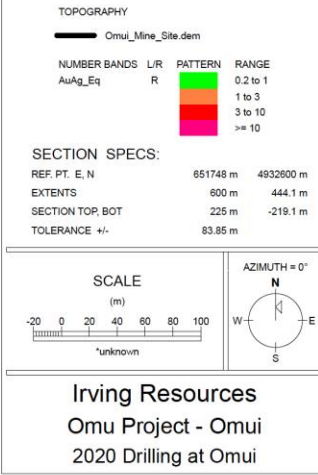 TOPOGRAPHY
Omui_Mine_Site.dem
NUMBER BANDS L/R PATTERN RANGE
AuAg_Eq R 0.2 to 1
1 to 3
3 to 10
>= 10
SECTION SPECS:
REF. PT. E, N 651748 m 4932600 m
EXTENTS 600 m 444.1 m
SECTION TOP, BOT 225 m -219.1 m
TOLERANCE +/- 83.85 m
SCALE
(m)
-20 0 20 40 60 80 100
*unknown
AZIMUTH = 0°
N
W E
S
Irving Resources
Omu Project - Omui
2020 Drilling at Omui